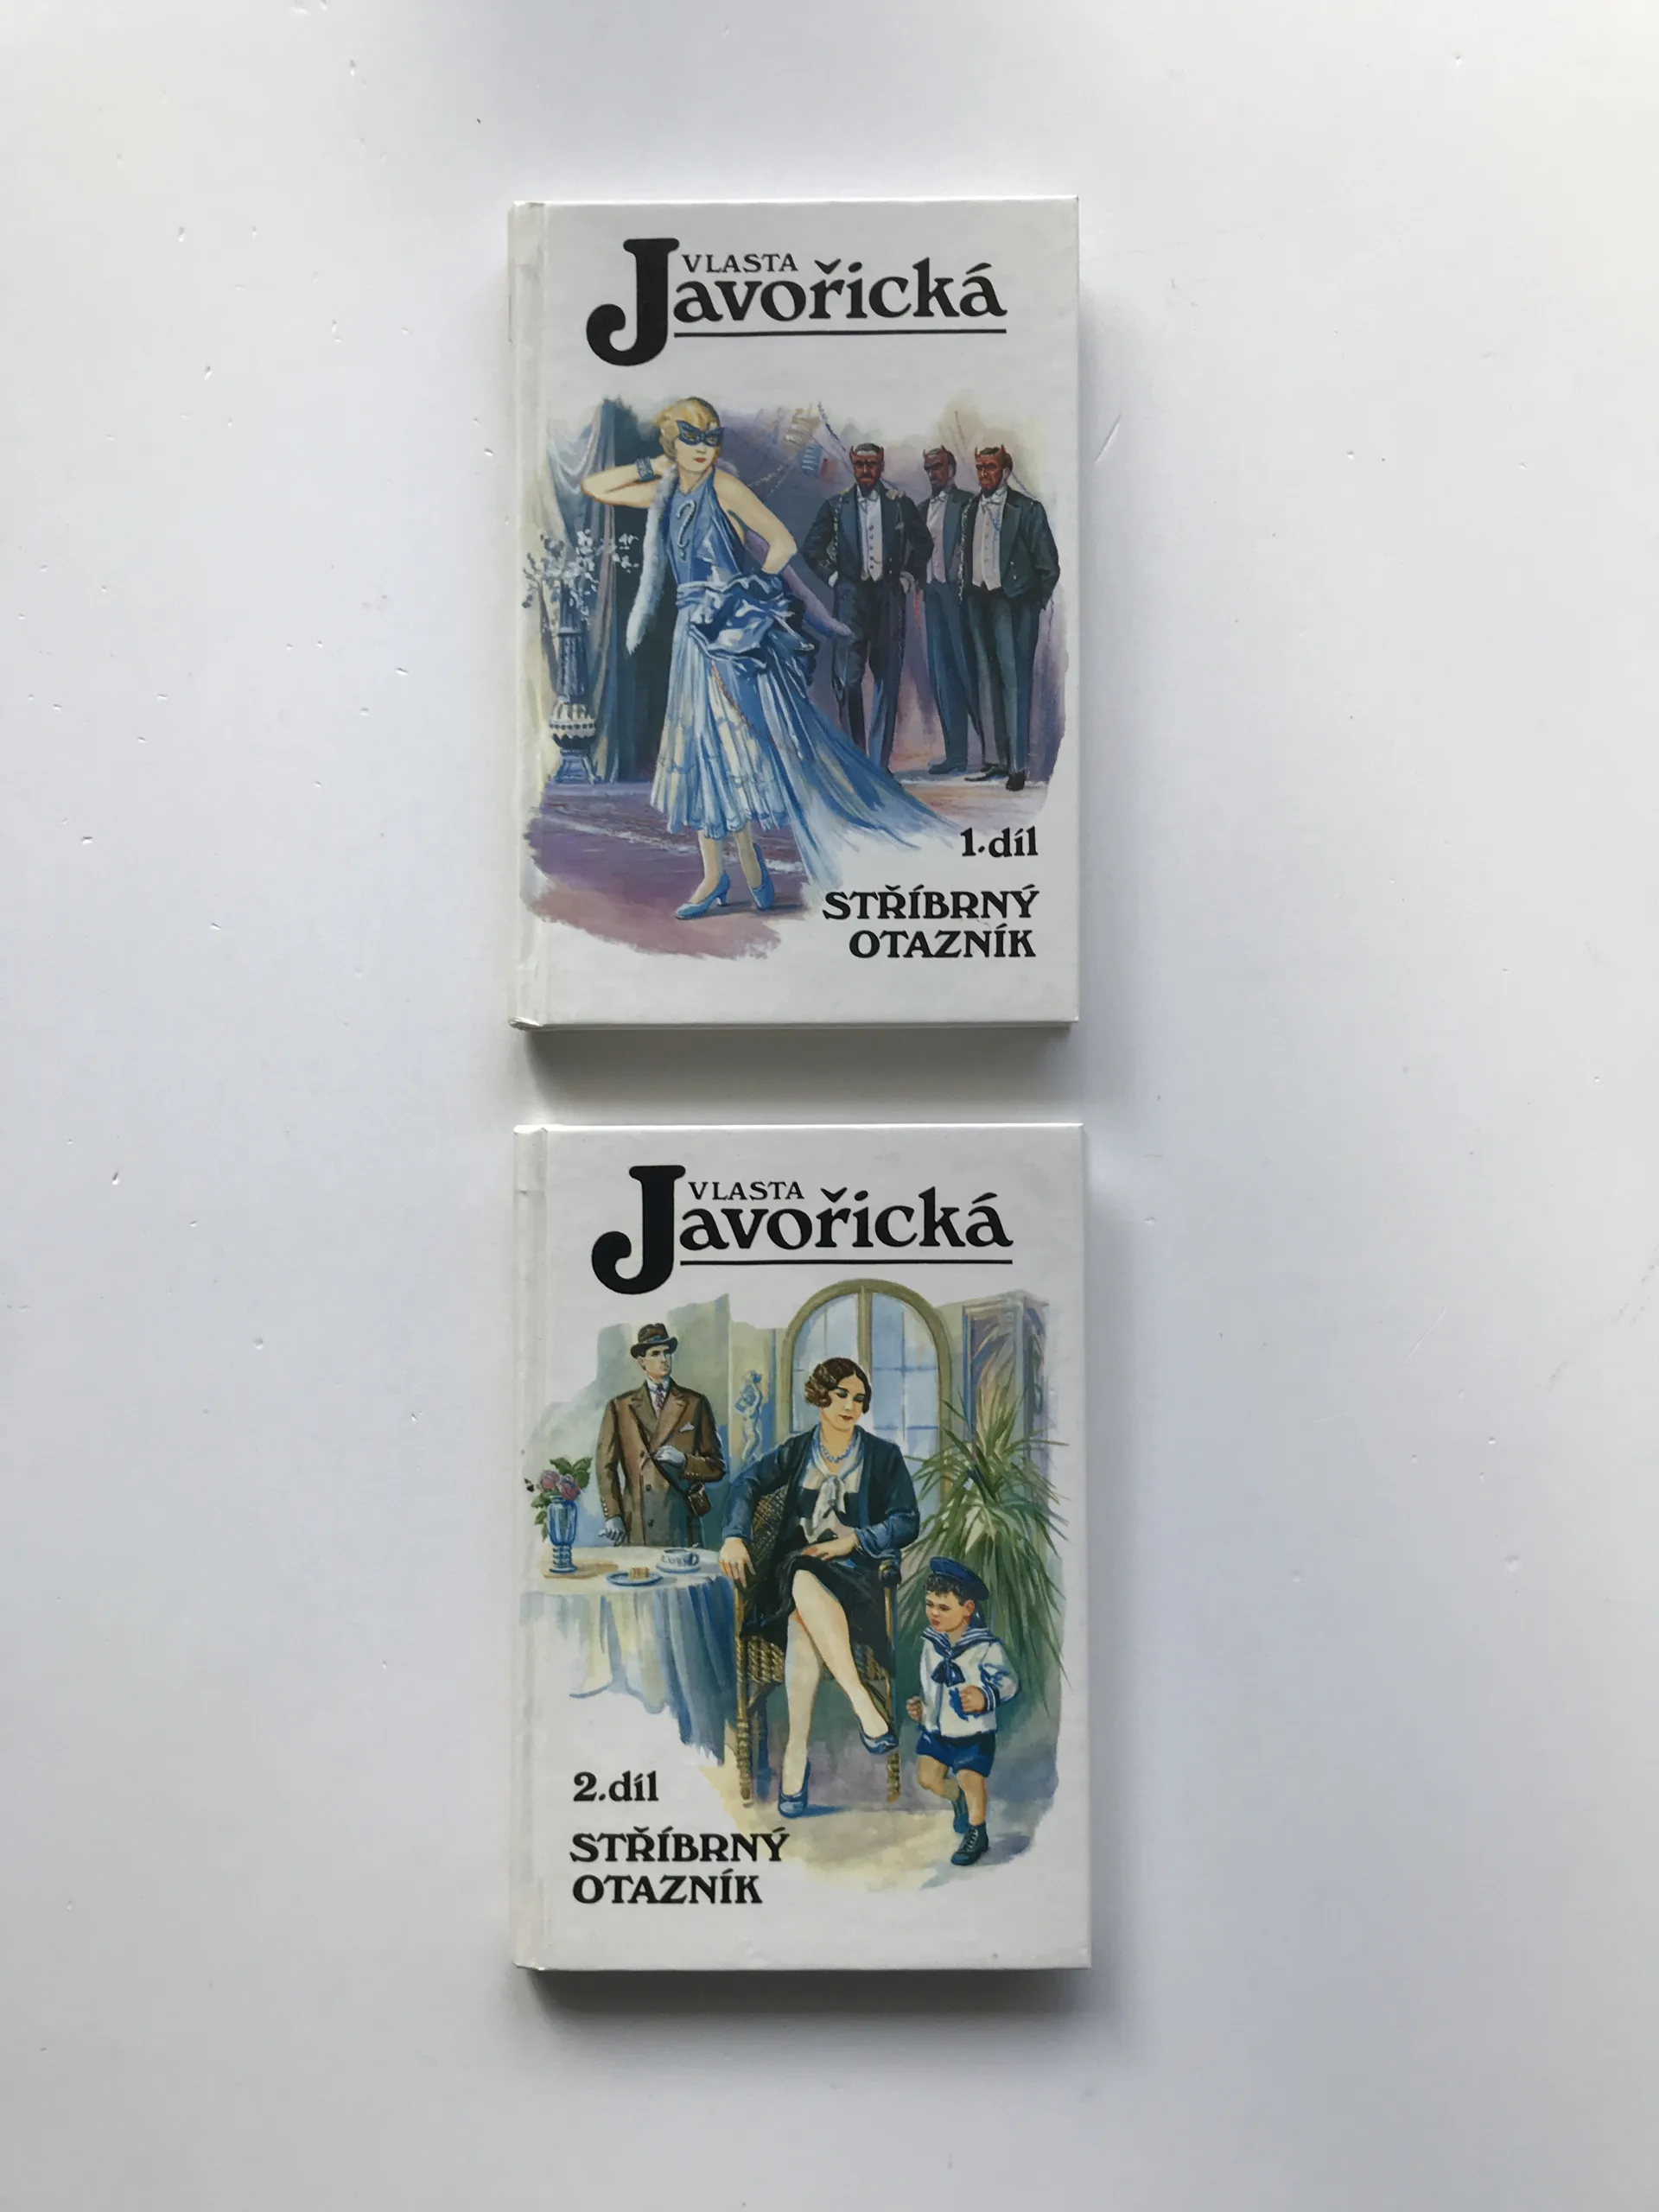 VLASTA
Javořická
1. díl
STŘÍBRNÝ
OTAZNÍK
VLASTA
Javořická
2. díl
STŘÍBRNÝ
OTAZNÍK